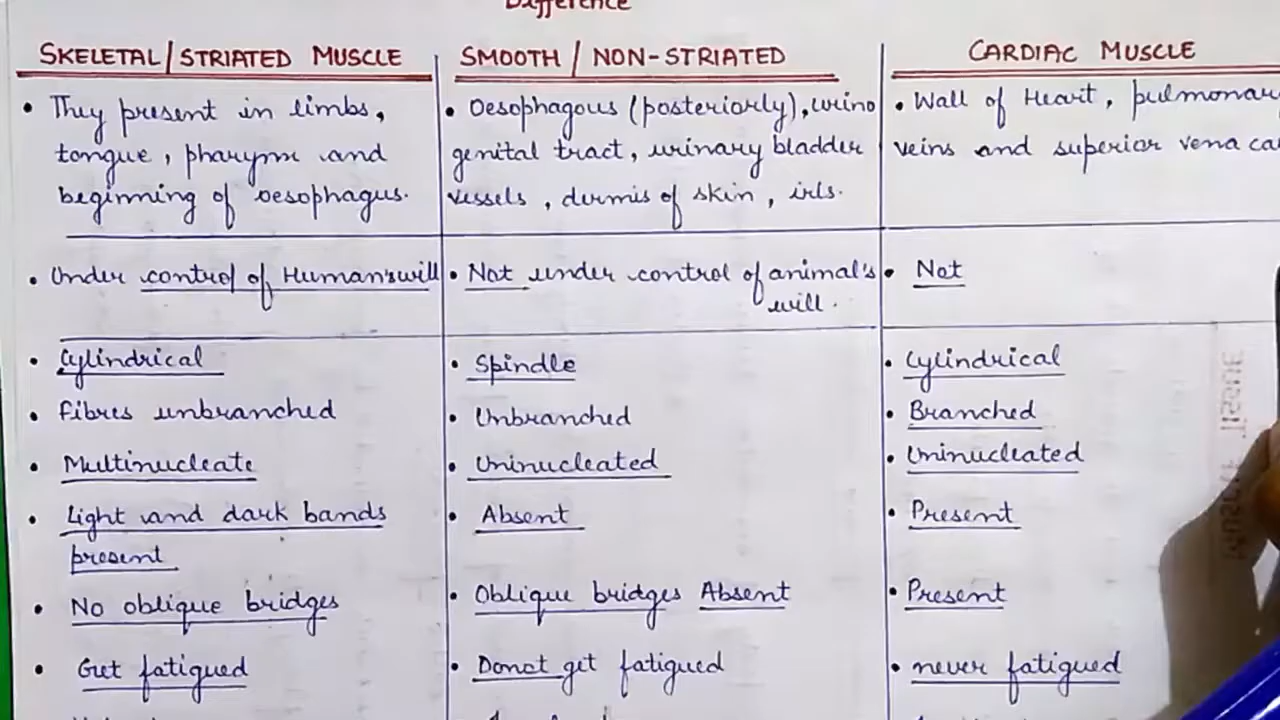 Difference
SKELETAL/STRIATED MUSCLE
• They present in limbs,
tongue, pharynx and
beginning of oesophagus.
• Under control of Human's will
• Cylindrical
• fibres unbranched
• Multinucleate
• Light and dark bands
present
• No oblique bridges
• Get fatigued
SMOOTH / NON-STRIATED
• Oesophagous (posteriorly), urino
genital tract, urinary bladder
vessels, dermis of skin, iris.
• Not under control of animal's
will.
• Spindle
• Unbranched
• Uninucleated
• Absent
• Oblique bridges Absent
• Donot get fatigued
CARDIAC MUSCLE
• Wall of Heart, pulmonary
veins and superior vena ca
• Not
• Cylindrical
• Branched
• Uninucleated
• Present
• Present
• never fatigued